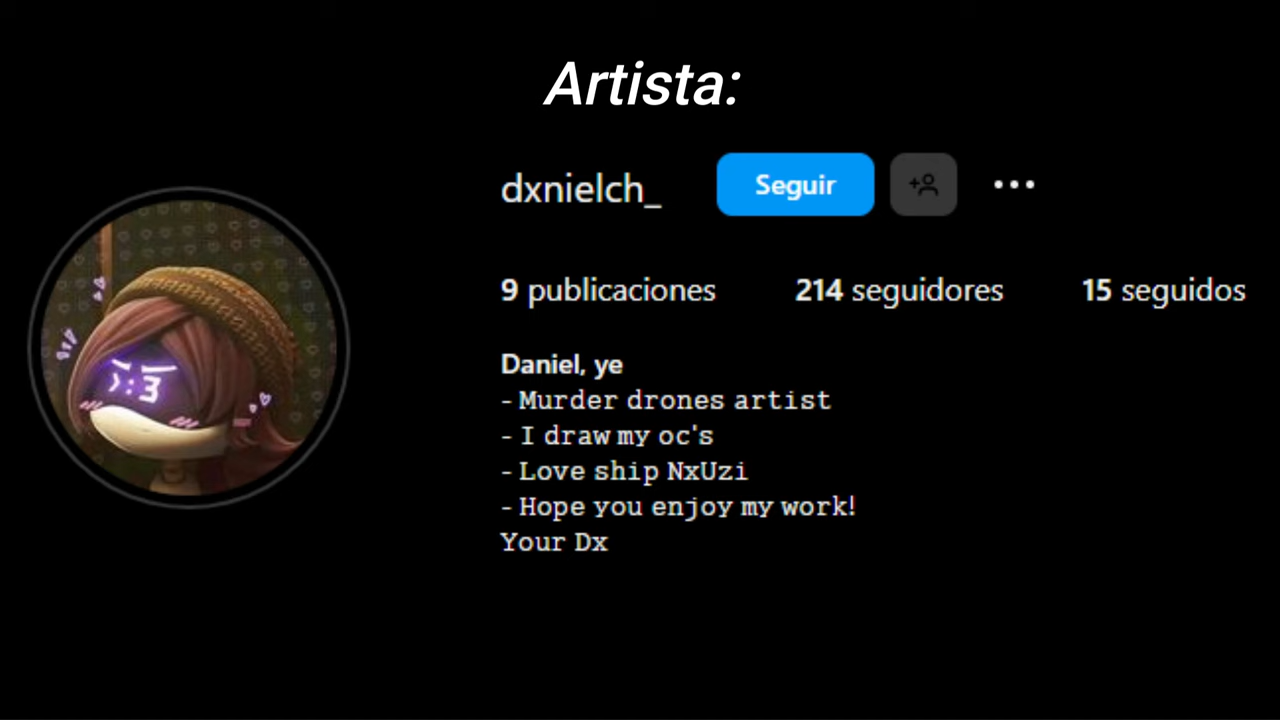 Artista:
dxnielch_ Seguir
9 publicaciones 214 seguidores 15 seguidos
Daniel, ye
- Murder drones artist
- I draw my oc's
- Love ship NxUzi
- Hope you enjoy my work!
Your Dx